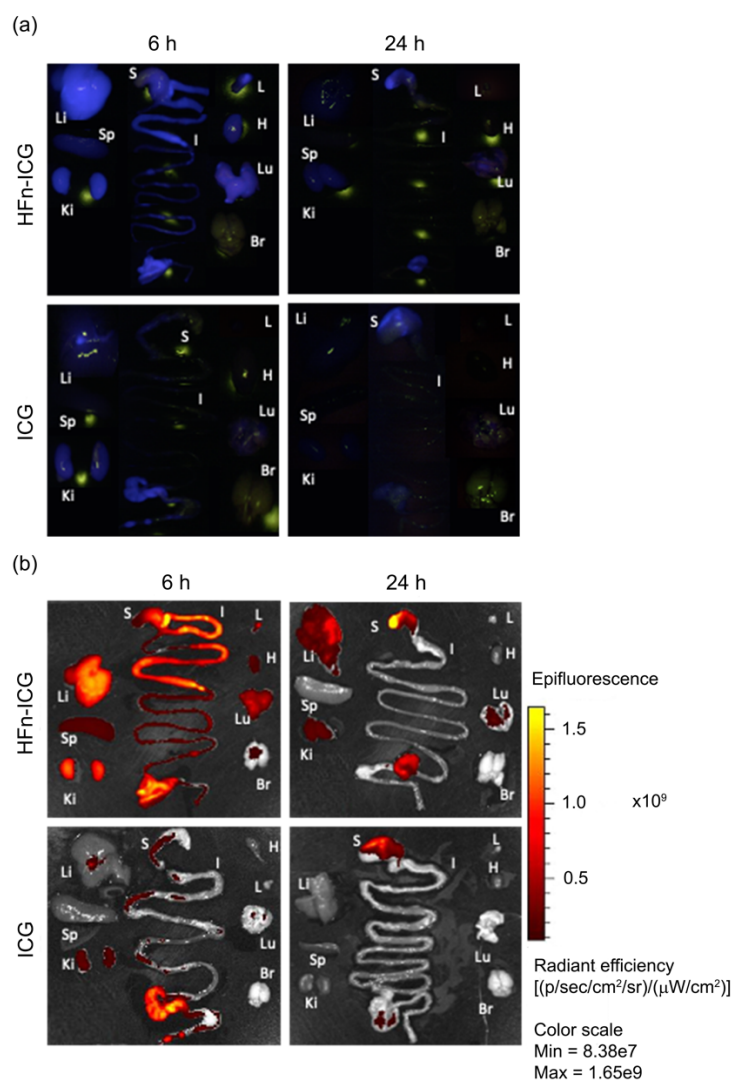 (a)
6 h
24 h
HFn-ICG
S
L
Li
H
Sp
I
Lu
Ki
Br
S
L
Li
H
I
Sp
Lu
Ki
Br
ICG
L
S
Li
H
I
Sp
Lu
Br
Ki
Li
S
L
H
I
Sp
Lu
Ki
Br
(b)
6 h
24 h
HFn-ICG
S
I
L
H
Li
Lu
Sp
Ki
Br
S
I
L
Li
H
Sp
Lu
Ki
Br
Epifluorescence
1.5
1.0
x10⁹
0.5
ICG
S
H
Li
I
L
Sp
Lu
Ki
Br
S
I
L
H
Li
Sp
Lu
Ki
Br
Radiant efficiency
[(p/sec/cm²/sr)/(µW/cm²)]
Color scale
Min = 8.38e7
Max = 1.65e9